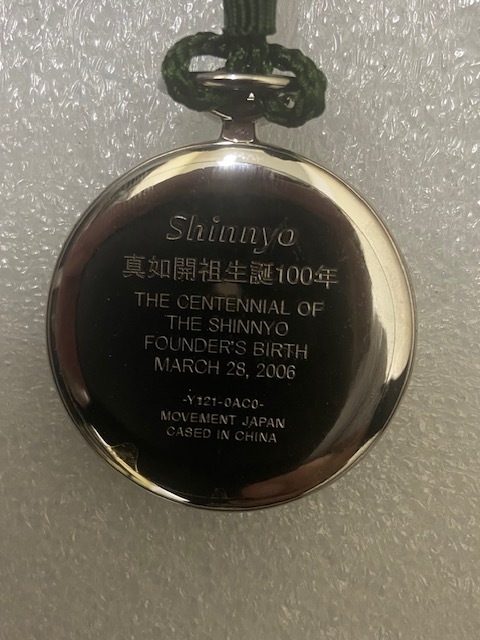 Shinnyo
真如開祖生誕100年
THE CENTENNIAL OF
THE SHINNYO
FOUNDER'S BIRTH
MARCH 28, 2006
-Y121-0AC0-
MOVEMENT JAPAN
CASED IN CHINA